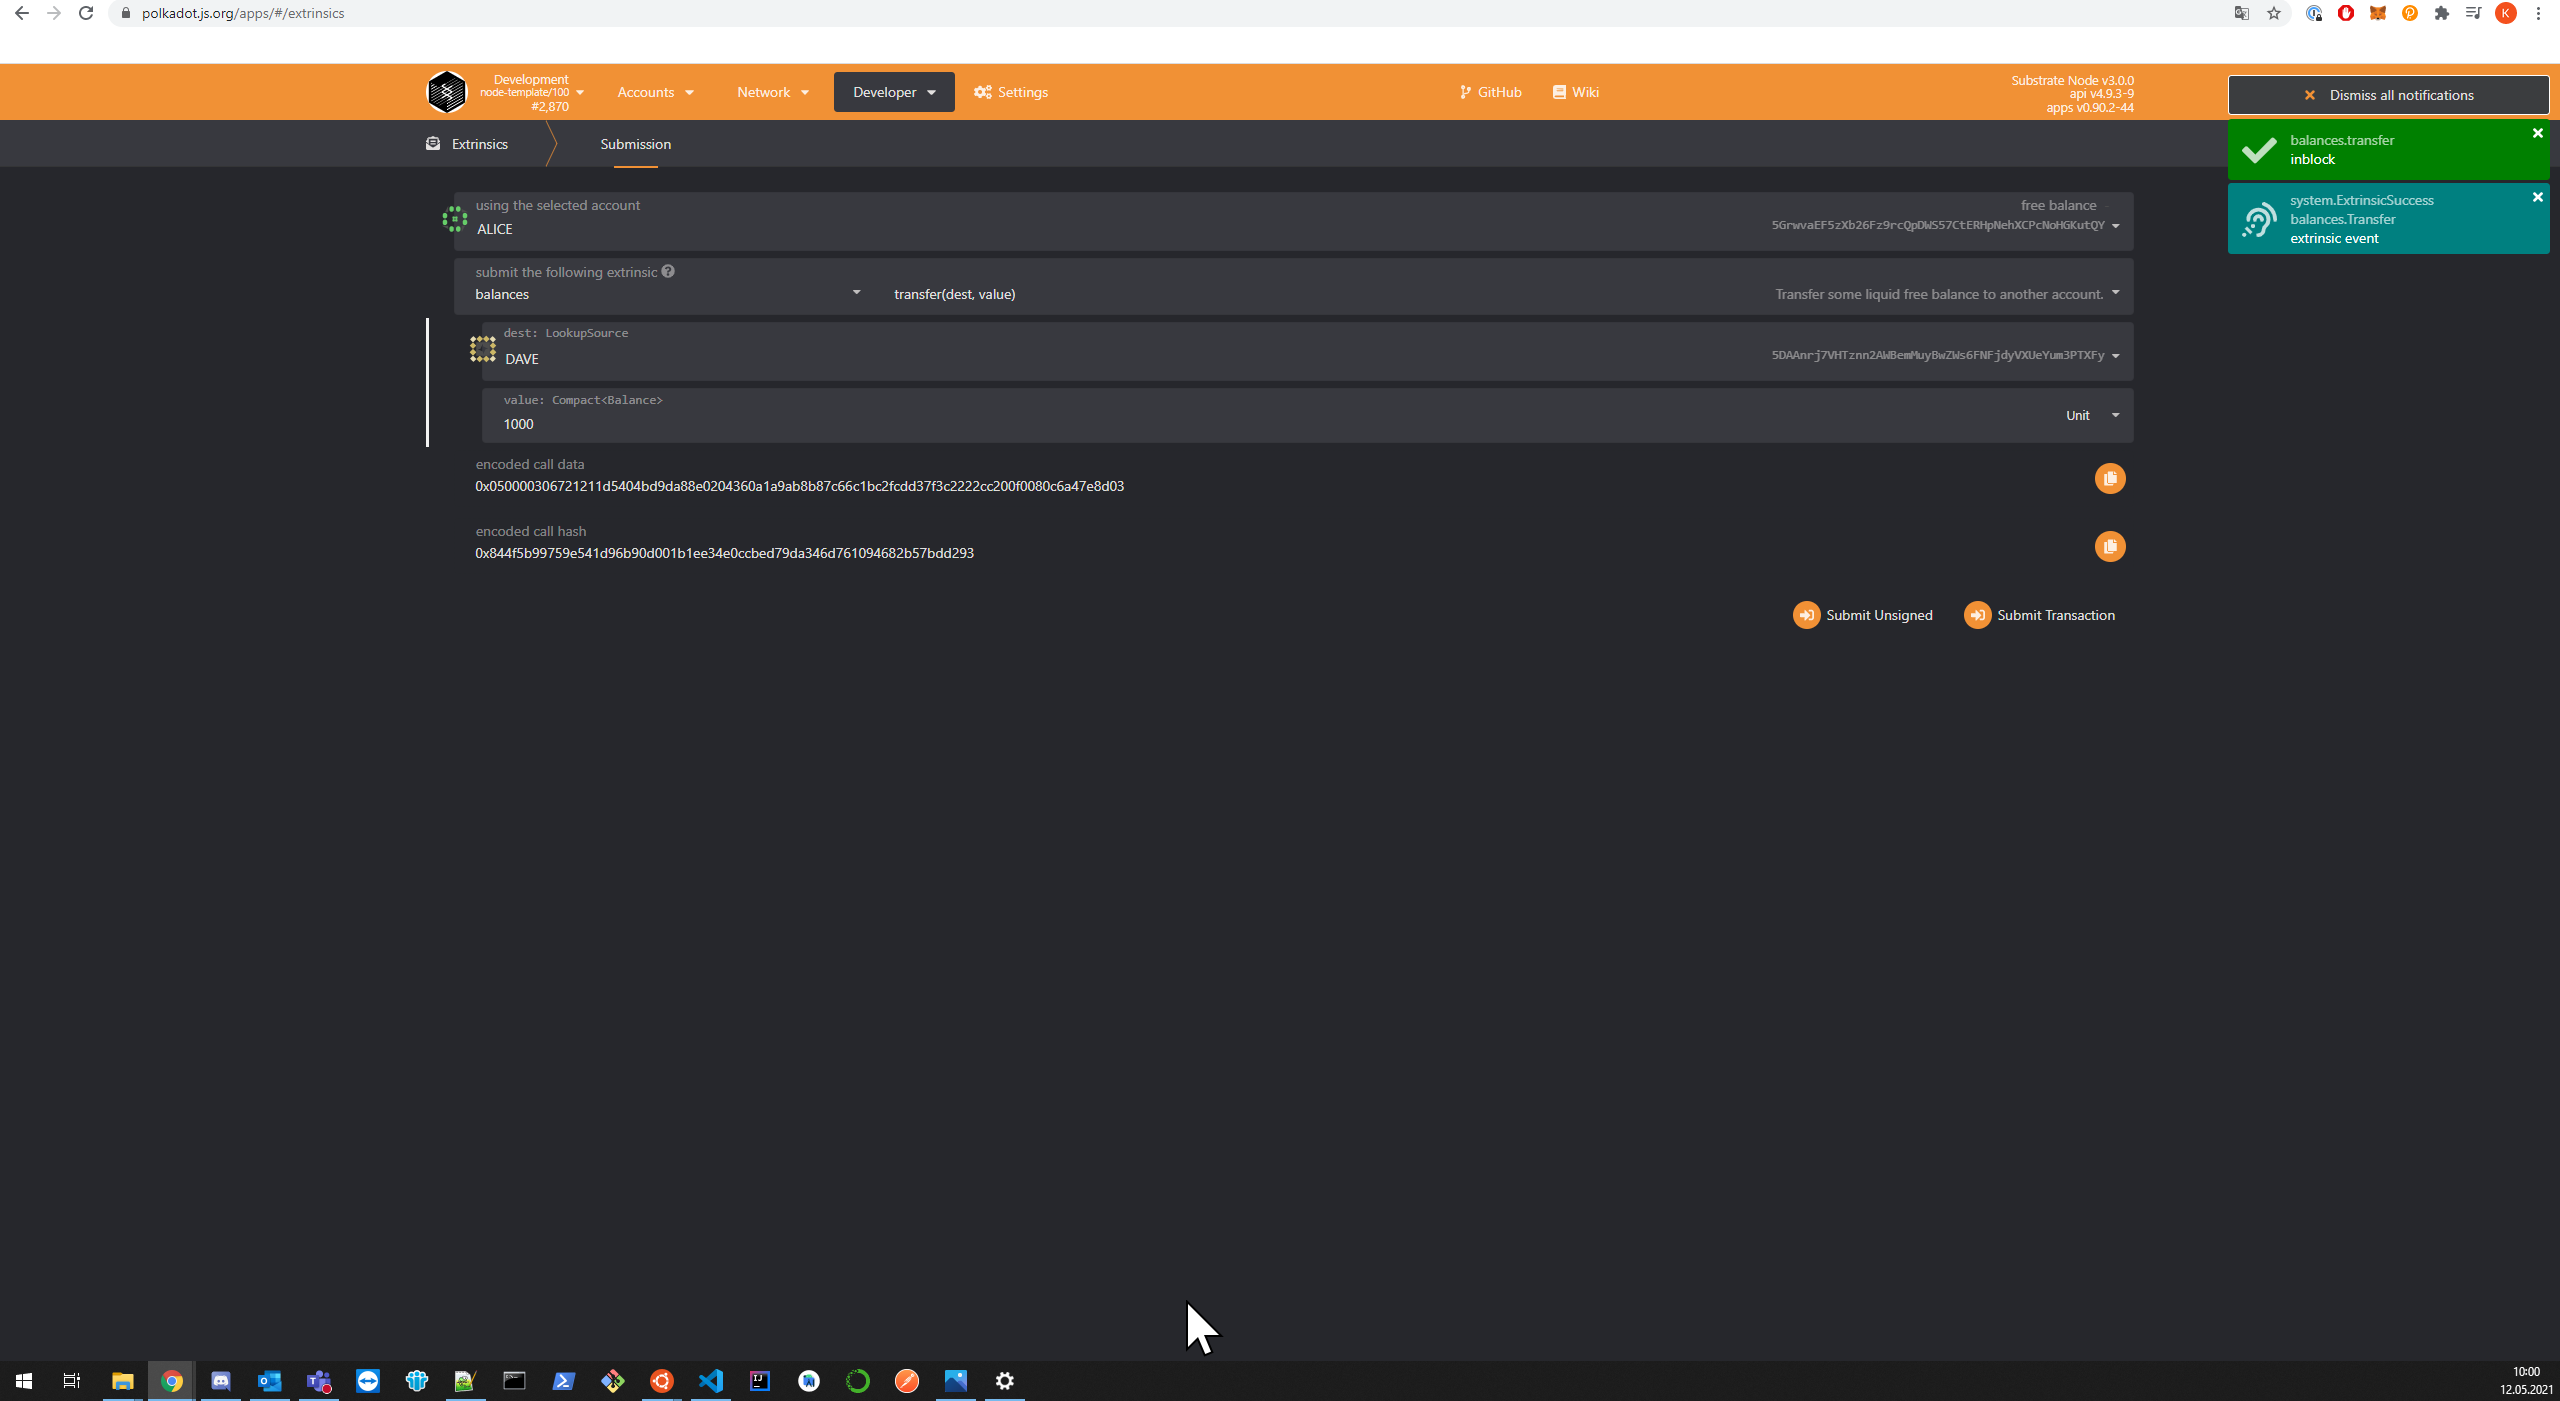 polkadot.js.org/apps/#/extrinsics
K
Development
node-template/100
#2,870
Accounts
Network
Developer
Settings
GitHub
Wiki
Substrate Node v3.0.0
api v4.9.3-9
apps v0.90.2-44
Dismiss all notifications
balances.transfer
inblock
system.ExtrinsicSuccess
balances.Transfer
extrinsic event
Extrinsics
Submission
using the selected account
free balance
ALICE
5GrwvaEF5zXb26Fz9rcQpDWS57CtERHpNehXCPcNoHGKutQY
submit the following extrinsic
balances
transfer(dest, value)
Transfer some liquid free balance to another account.
dest: LookupSource
DAVE
5DAAnrj7VHTznn2AWBemMuyBwZWs6FNFjdyVXUeYum3PTXFy
value: Compact<Balance>
1000
Unit
encoded call data
0x050000306721211d5404bd9da88e0204360a1a9ab8b87c66c1bc2fcdd37f3c2222cc200f0080c6a47e8d03
encoded call hash
0x844f5b99759e541d96b90d001b1ee34e0ccbed79da346d761094682b57bdd293
Submit Unsigned
Submit Transaction
10:00
12.05.2021